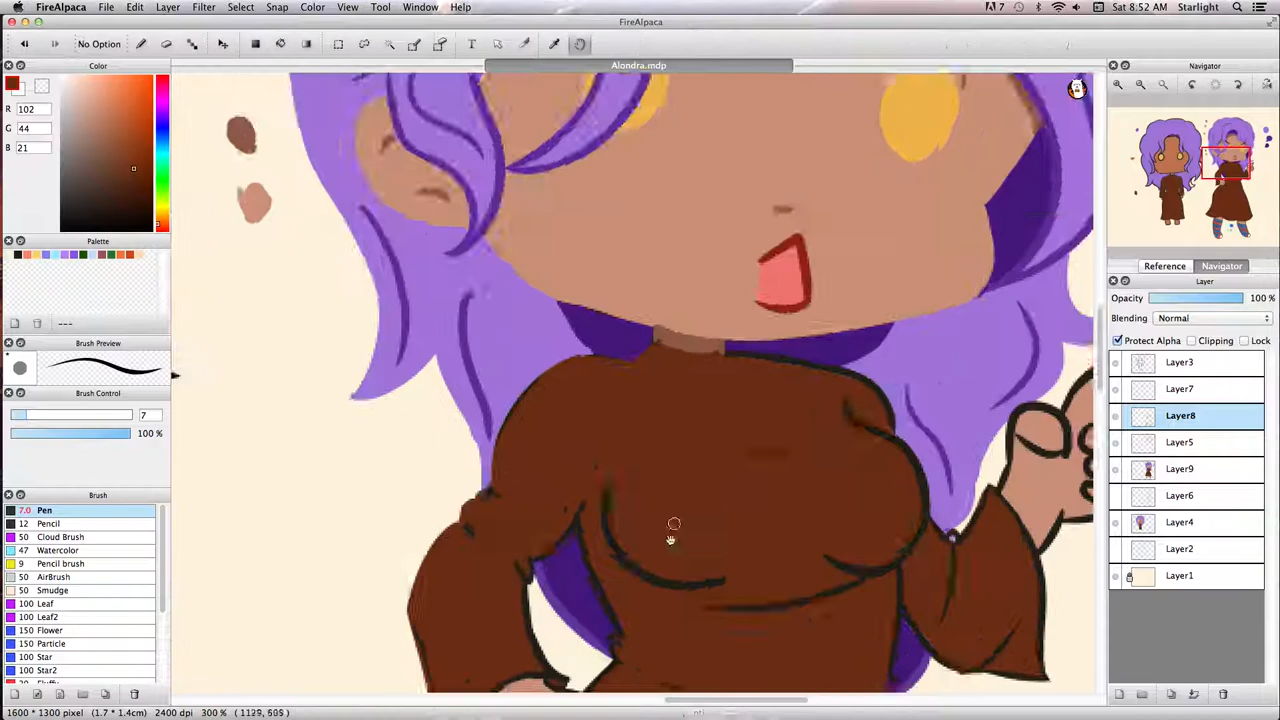 FireAlpaca File Edit Layer Filter Select Snap Color View Tool Window Help
7 Sat 8:52 AM Starlight
FireAlpaca
No Option
Alondra.mdp
Color
R 102
G 44
B 21
Palette
---
Brush Preview
Brush Control
7
100 %
Brush
7.0 Pen
12 Pencil
50 Cloud Brush
47 Watercolor
9 Pencil brush
50 AirBrush
50 Smudge
100 Leaf
100 Leaf2
150 Flower
150 Particle
100 Star
100 Star2
Navigator
Reference Navigator
Layer
Opacity 100 %
Blending Normal
Protect Alpha Clipping Lock
Layer3
Layer7
Layer8
Layer5
Layer9
Layer6
Layer4
Layer2
Layer1
1600 * 1300 pixel (1.7 * 1.4cm) 2400 dpi 300 %